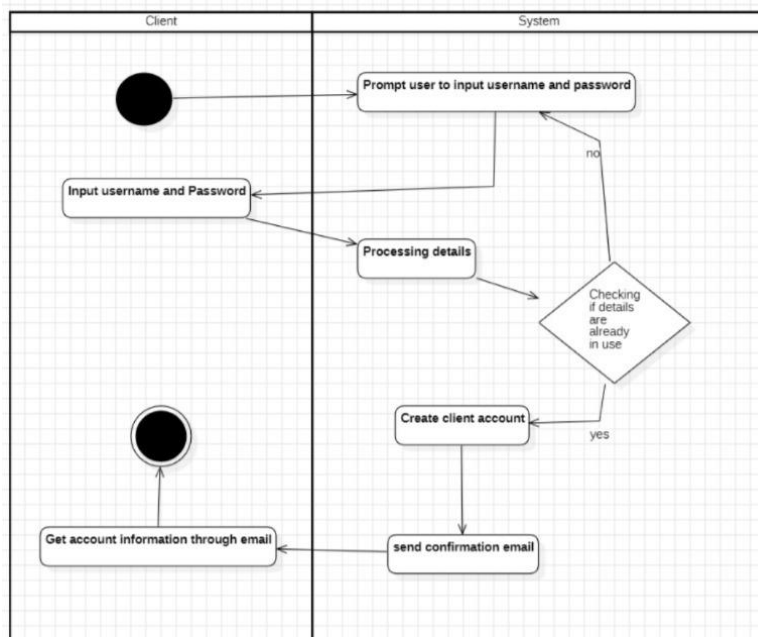 Client
System
Prompt user to input username and password
no
Input username and Password
Processing details
Checking
if details
are
already
in use
Create client account
yes
Get account information through email
send confirmation email